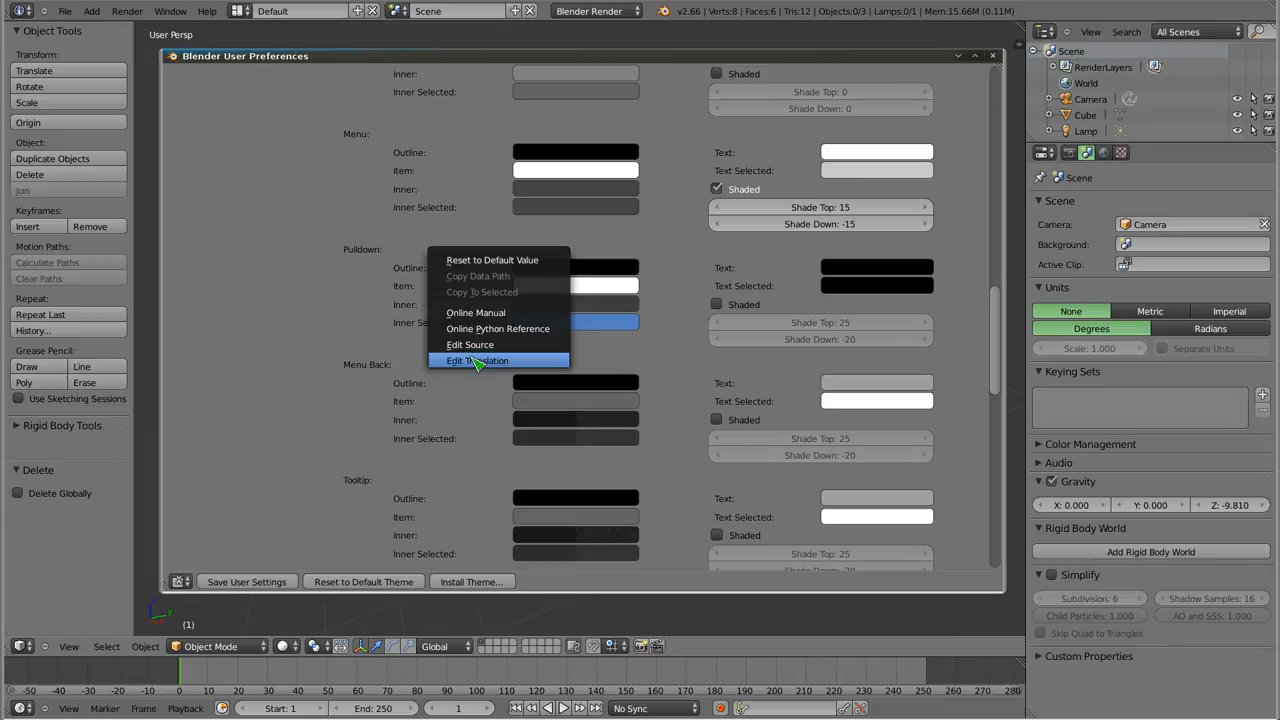 File Add Render Window Help Default Scene Blender Render v2.66 | Verts:8 | Faces:6 | Tris:12 | Objects:0/3 | Lamps:0/1 | Mem:15.66M (0.11M)
Object Tools
Transform:
Translate
Rotate
Scale
Origin
Object:
Duplicate Objects
Delete
Join
Keyframes:
Insert Remove
Motion Paths:
Calculate Paths
Clear Paths
Repeat:
Repeat Last
History...
Grease Pencil:
Draw Line
Poly Erase
Use Sketching Sessions
Rigid Body Tools
Delete
Delete Globally
User Persp
Blender User Preferences
Inner: Shaded
Inner Selected: Shade Top: 0
Shade Down: 0
Menu:
Outline: Text:
Item: Text Selected:
Inner: Shaded
Inner Selected: Shade Top: 15
Shade Down: -15
Pulldown:
Outline: Text:
Item: Text Selected:
Inner: Shaded
Inner Se Shade Top: 25
Shade Down: -20
Reset to Default Value
Copy Data Path
Copy To Selected
Online Manual
Online Python Reference
Edit Source
Edit Translation
Menu Back:
Outline: Text:
Item: Text Selected:
Inner: Shaded
Inner Selected: Shade Top: 25
Shade Down: -20
Tooltip:
Outline: Text:
Item: Text Selected:
Inner: Shaded
Inner Selected: Shade Top: 25
Shade Down: -20
Save User Settings Reset to Default Theme Install Theme...
(1)
View Select Object Object Mode Global
-50 -40 -30 -20 -10 0 10 20 30 40 50 60 70 80 90 100 110 120 130 140 150 160 170 180 190 200 210 220 230 240 250 260 270 280
View Marker Frame Playback Start: 1 End: 250 1 No Sync
View Search All Scenes
Scene
RenderLayers
World
Camera
Cube
Lamp
Scene
Scene
Camera: Camera
Background:
Active Clip:
Units
None Metric Imperial
Degrees Radians
Scale: 1.000 Separate Units
Keying Sets
Color Management
Audio
Gravity
X: 0.000 Y: 0.000 Z: -9.810
Rigid Body World
Add Rigid Body World
Simplify
Subdivision: 6 Shadow Samples: 16
Child Particles: 1.000 AO and SSS: 1.000
Skip Quad to Triangles
Custom Properties